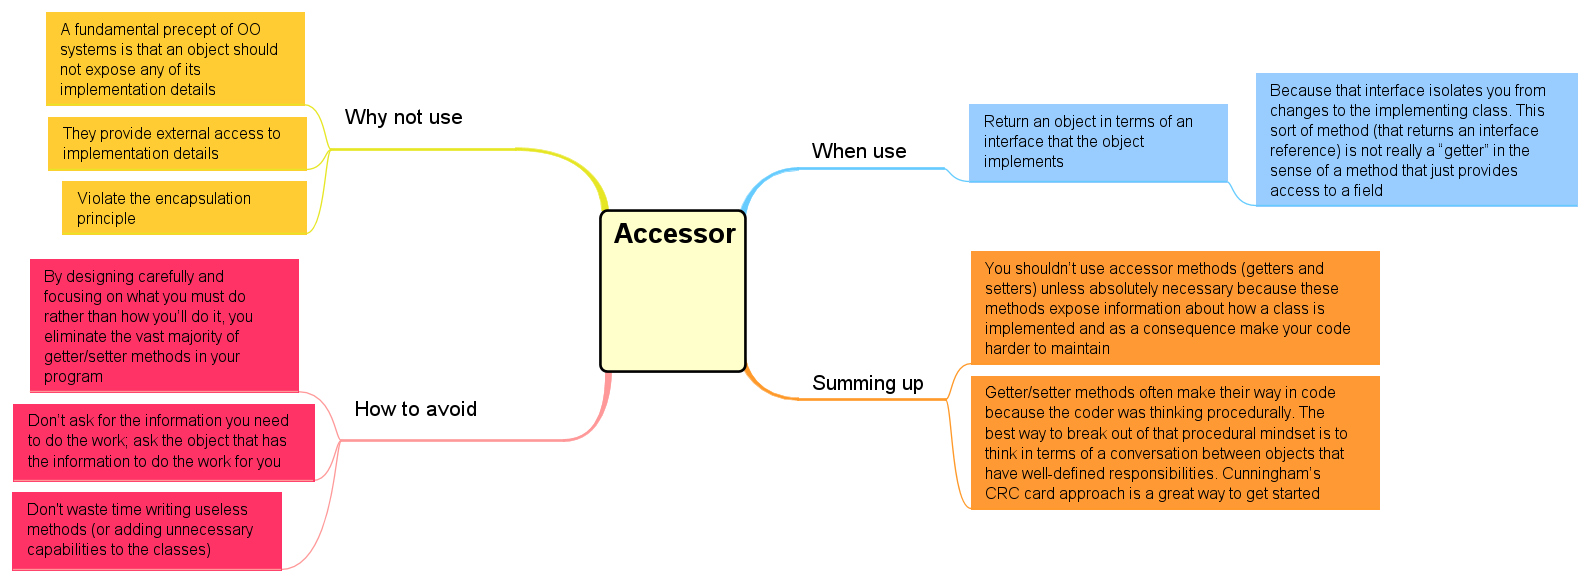 Accessor
Why not use
A fundamental precept of OO
systems is that an object should
not expose any of its
implementation details
They provide external access to
implementation details
Violate the encapsulation
principle
How to avoid
By designing carefully and
focusing on what you must do
rather than how you'll do it, you
eliminate the vast majority of
getter/setter methods in your
program
Don't ask for the information you need
to do the work; ask the object that has
the information to do the work for you
Don't waste time writing useless
methods (or adding unnecessary
capabilities to the classes)
When use
Return an object in terms of an
interface that the object
implements
Because that interface isolates you from
changes to the implementing class. This
sort of method (that returns an interface
reference) is not really a “getter” in the
sense of a method that just provides
access to a field
Summing up
You shouldn't use accessor methods (getters and
setters) unless absolutely necessary because these
methods expose information about how a class is
implemented and as a consequence make your code
harder to maintain
Getter/setter methods often make their way in code
because the coder was thinking procedurally. The
best way to break out of that procedural mindset is to
think in terms of a conversation between objects that
have well-defined responsibilities. Cunningham's
CRC card approach is a great way to get started